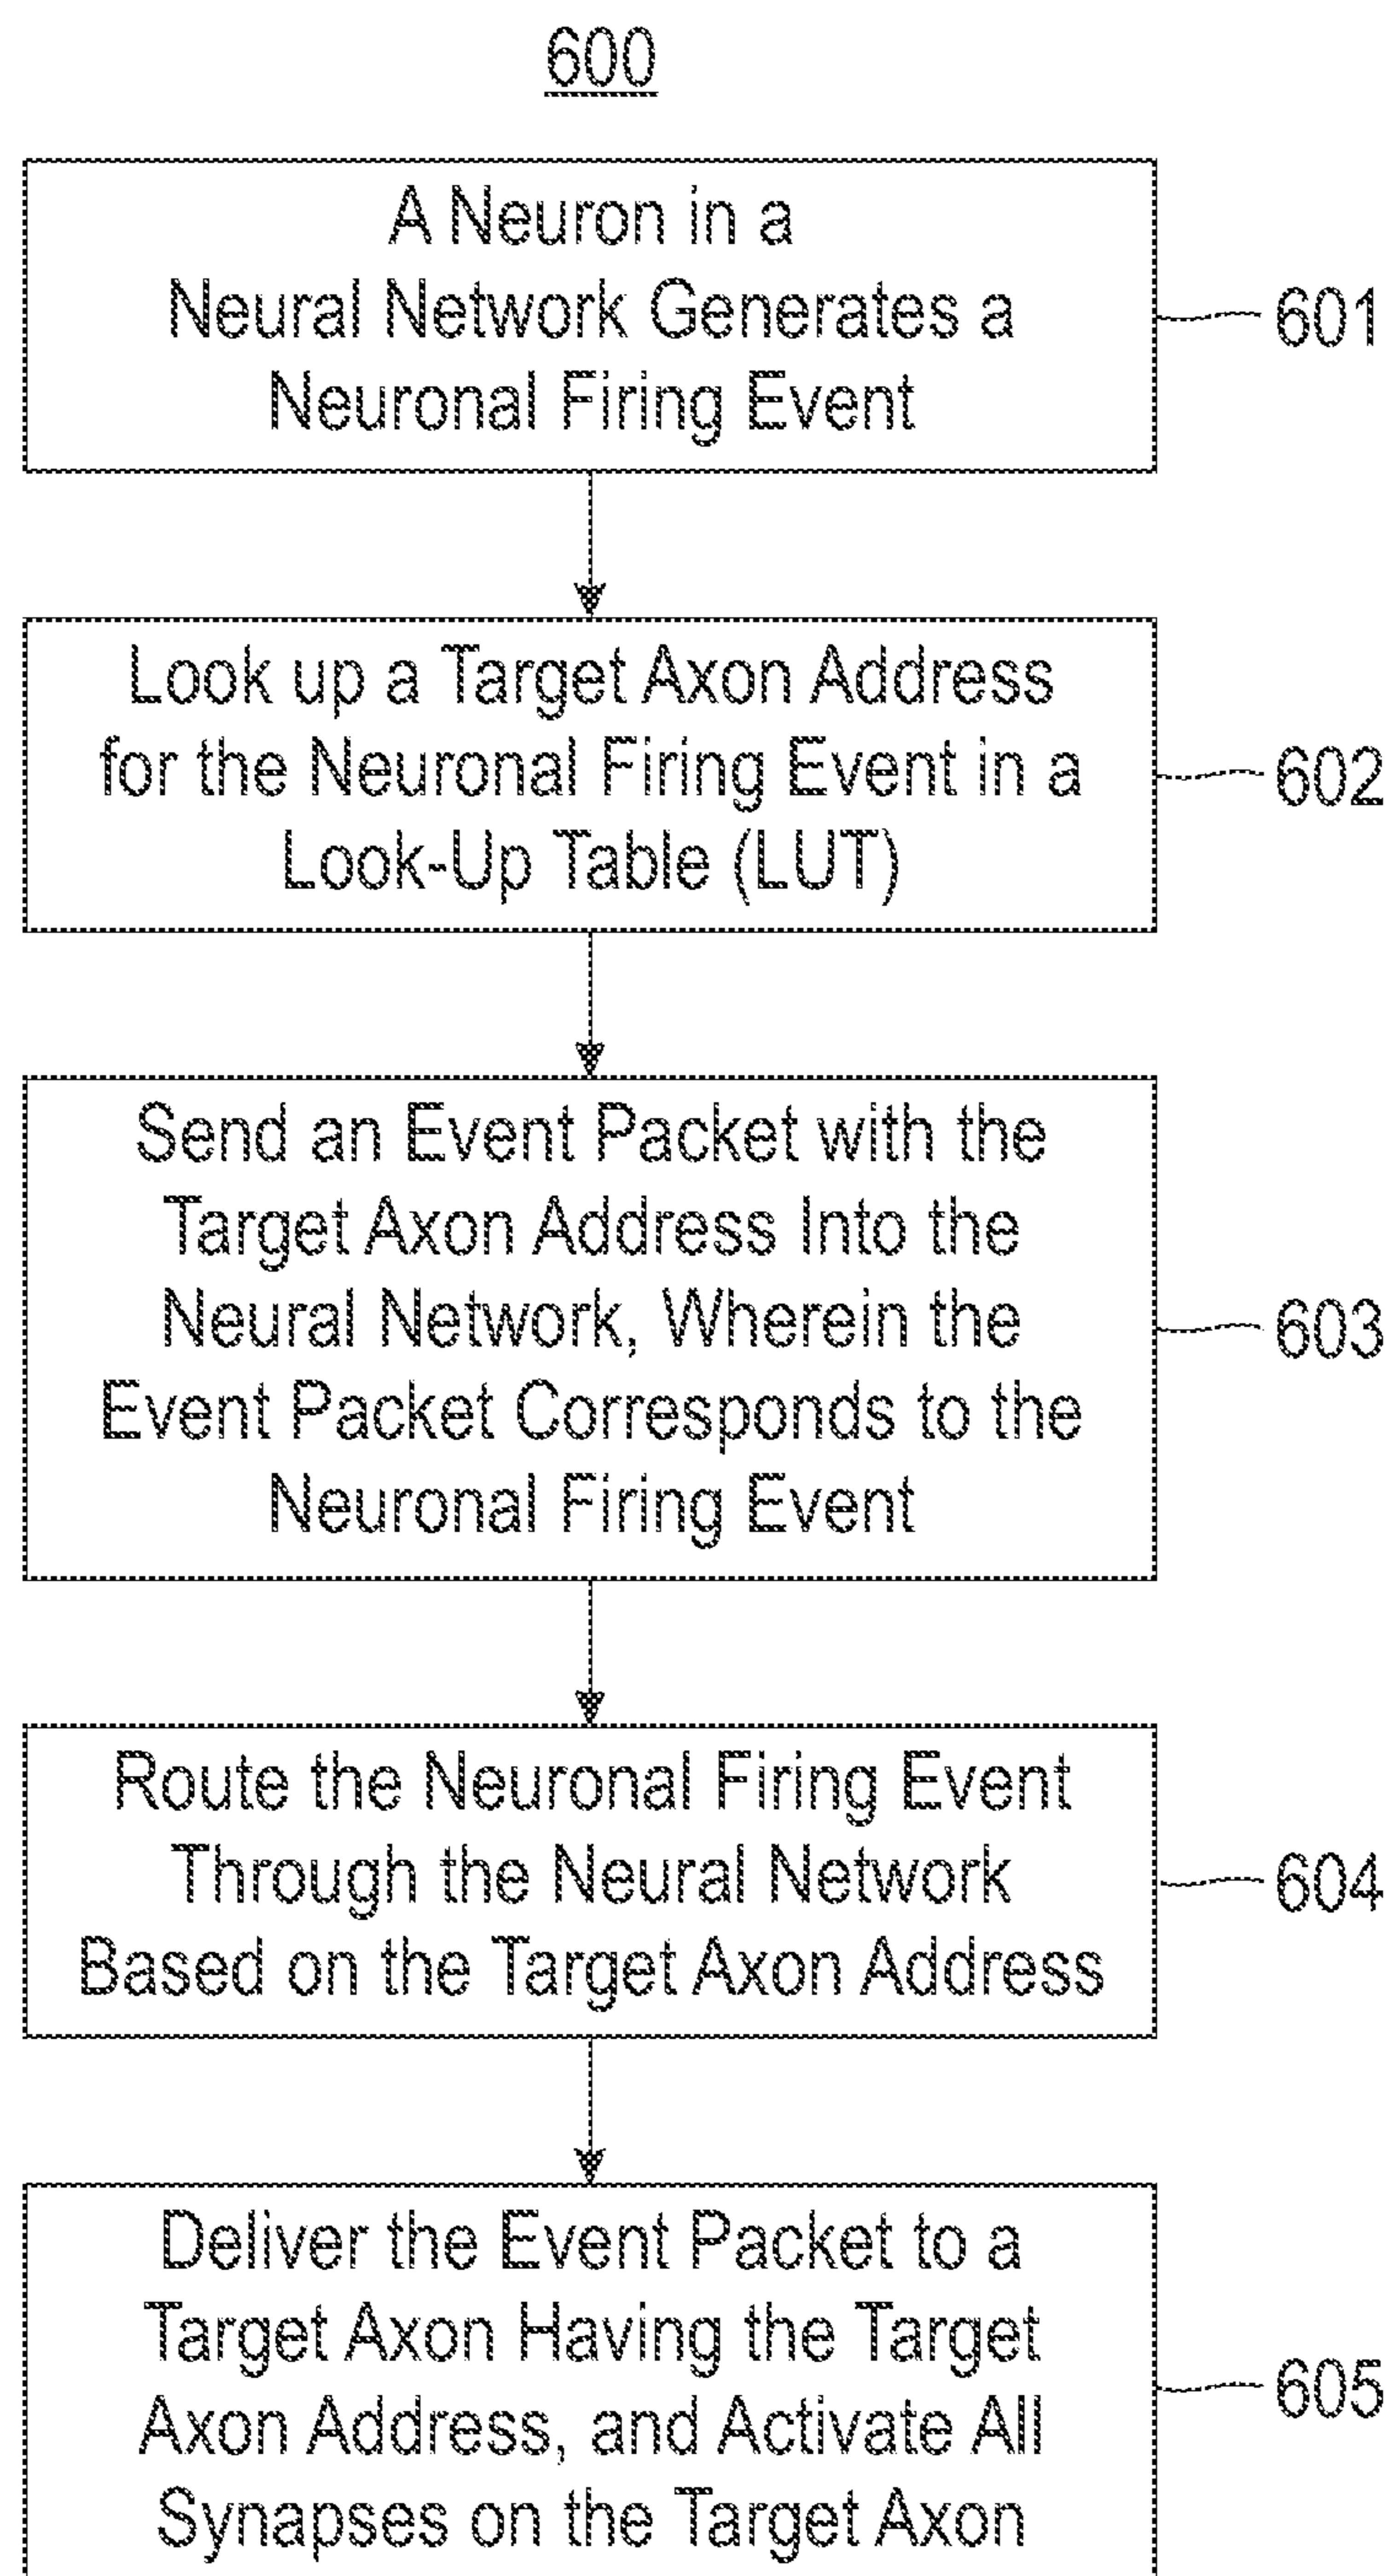 600
A Neuron in a
Neural Network Generates a
Neuronal Firing Event
601
Look up a Target Axon Address
for the Neuronal Firing Event in a
Look-Up Table (LUT)
602
Send an Event Packet with the
Target Axon Address Into the
Neural Network, Wherein the
Event Packet Corresponds to the
Neuronal Firing Event
603
Route the Neuronal Firing Event
Through the Neural Network
Based on the Target Axon Address
604
Deliver the Event Packet to a
Target Axon Having the Target
Axon Address, and Activate All
Synapses on the Target Axon
605